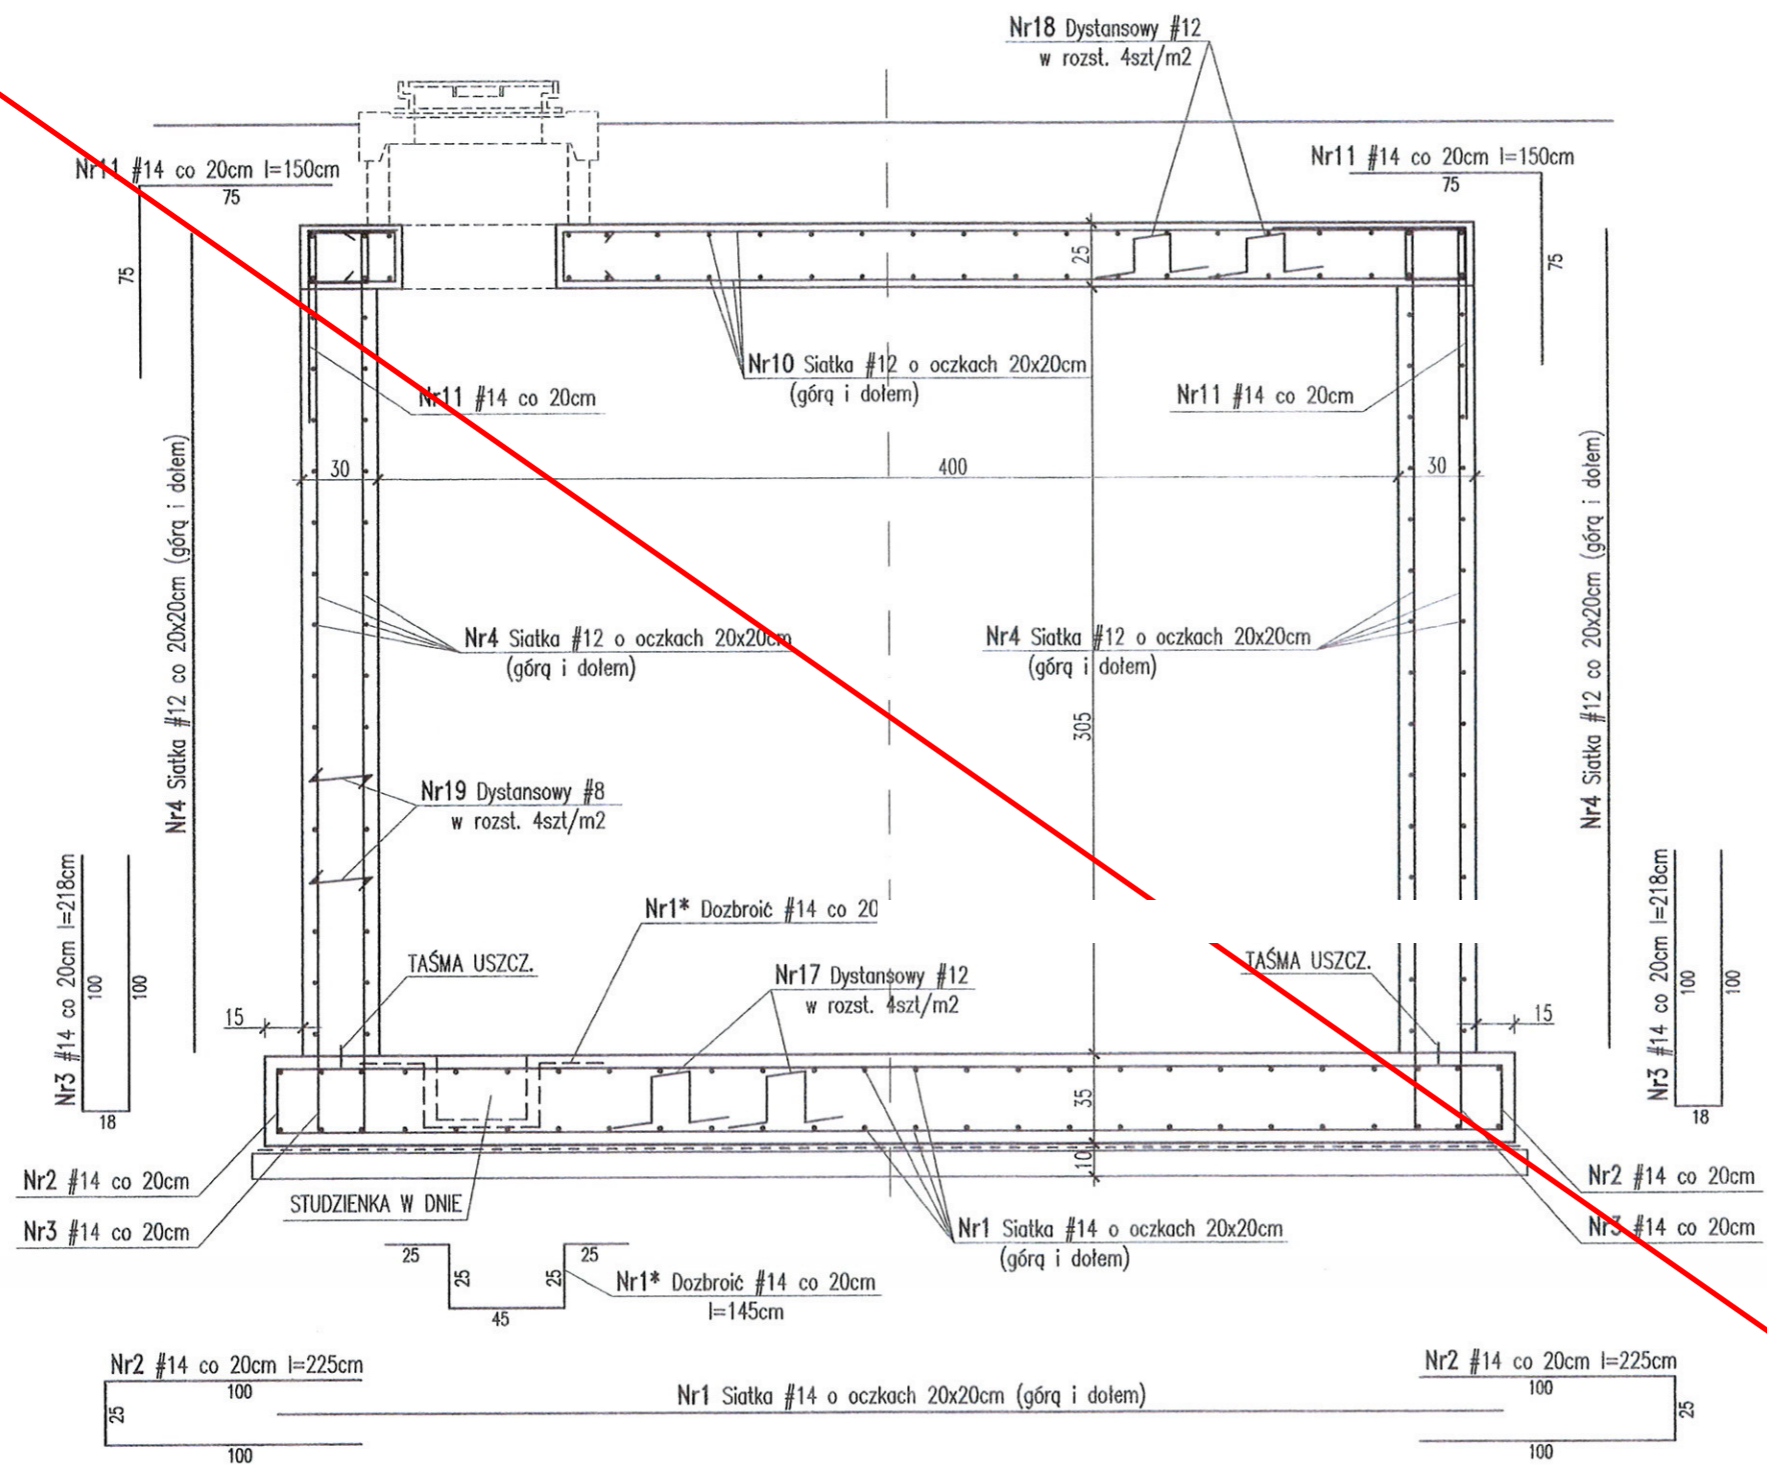 Nr18 Dystansowy #12
w rozst. 4szt/m2
Nr11 #14 co 20cm l=150cm
75
75
Nr11 #14 co 20cm l=150cm
75
75
25
Nr10 Siatka #12 o oczkach 20x20cm
(górą i dołem)
Nr11 #14 co 20cm
Nr11 #14 co 20cm
30
400
30
Nr4 Siatka #12 co 20x20cm (górą i dołem)
Nr4 Siatka #12 co 20x20cm (górą i dołem)
Nr4 Siatka #12 o oczkach 20x20cm
(górą i dołem)
Nr4 Siatka #12 o oczkach 20x20cm
(górą i dołem)
305
Nr19 Dystansowy #8
w rozst. 4szt/m2
Nr1* Dozbroić #14 co 20
TAŚMA USZCZ.
TAŚMA USZCZ.
Nr17 Dystansowy #12
w rozst. 4szt/m2
Nr3 #14 co 20cm l=218cm
100
100
18
Nr3 #14 co 20cm l=218cm
100
100
18
15
15
35
10
Nr2 #14 co 20cm
Nr3 #14 co 20cm
STUDZIENKA W DNIE
Nr2 #14 co 20cm
Nr3 #14 co 20cm
Nr1 Siatka #14 o oczkach 20x20cm
(górą i dołem)
25
25
25
25
45
Nr1* Dozbroić #14 co 20cm
l=145cm
Nr2 #14 co 20cm l=225cm
100
25
100
Nr1 Siatka #14 o oczkach 20x20cm (górą i dołem)
Nr2 #14 co 20cm l=225cm
100
25
100